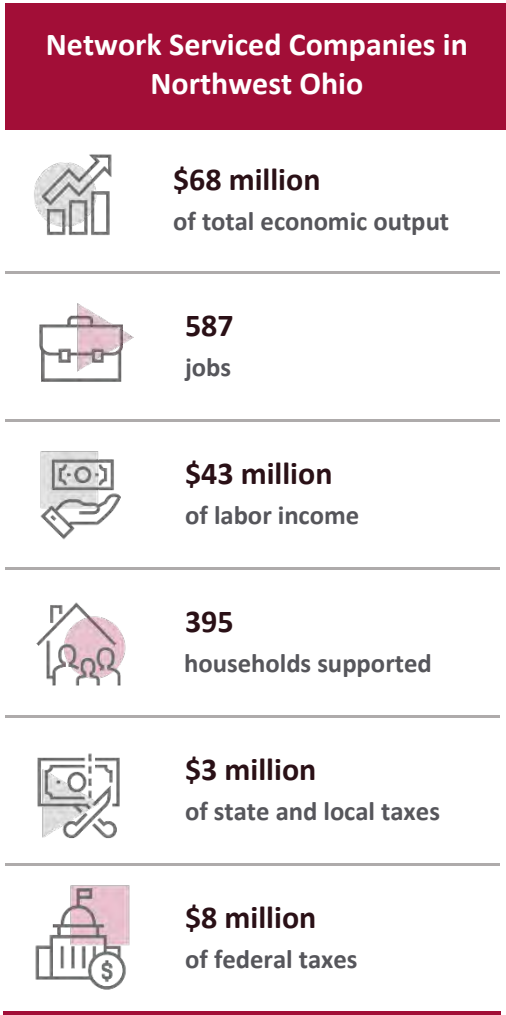 Network Serviced Companies in
Northwest Ohio
$68 million
of total economic output
587
jobs
$43 million
of labor income
395
households supported
$3 million
of state and local taxes
$8 million
of federal taxes
$